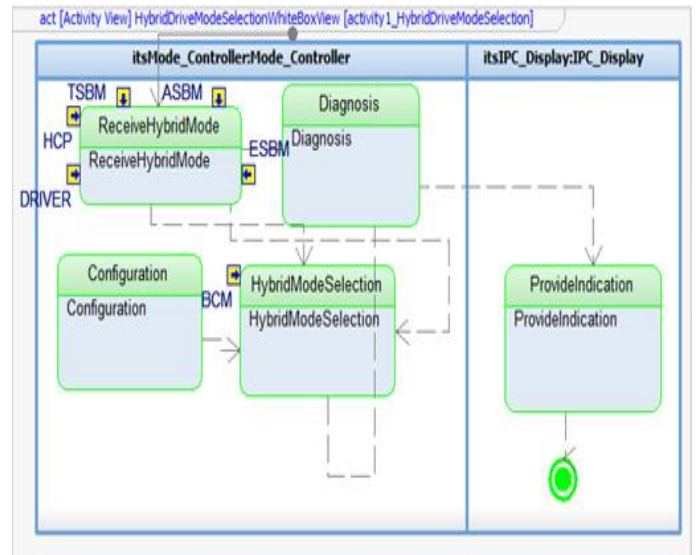 act [Activity View] HybridDriveModeSelectionWhiteBoxView [activity1_HybridDriveModeSelection]
itsMode_Controller:Mode_Controller
itsIPC_Display:IPC_Display
TSBM
ASBM
HCP
ReceiveHybridMode
ReceiveHybridMode
ESBM
DRIVER
Diagnosis
Diagnosis
Configuration
Configuration
BCM
HybridModeSelection
HybridModeSelection
ProvideIndication
ProvideIndication